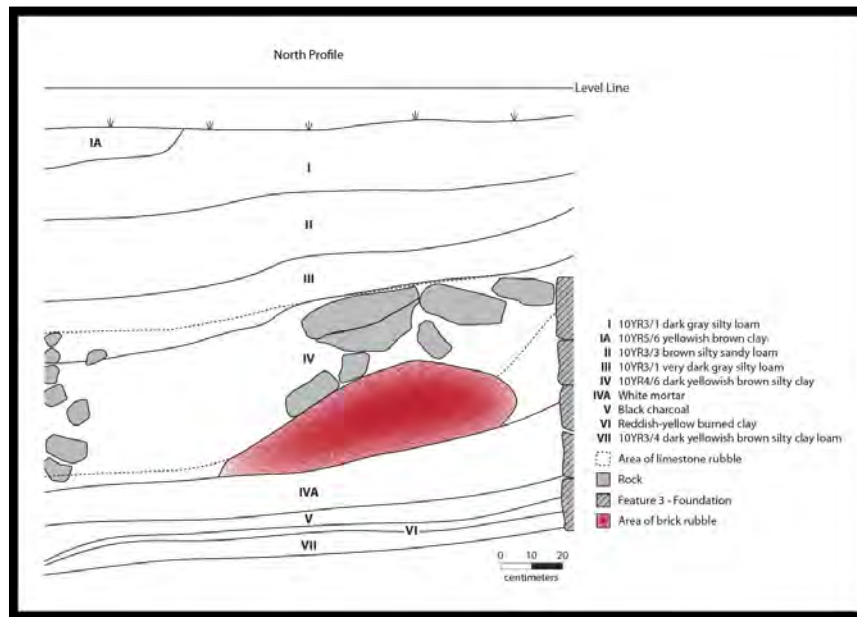 North Profile
Level Line
IA
I
II
III
IV
IVA
V
VI
VII
I 10YR3/1 dark gray silty loam
IA 10YR5/6 yellowish brown clay
II 10YR3/3 brown silty sandy loam
III 10YR3/1 very dark gray silty loam
IV 10YR4/6 dark yellowish brown silty clay
IVA White mortar
V Black charcoal
VI Reddish-yellow burned clay
VII 10YR3/4 dark yellowish brown silty clay loam
Area of limestone rubble
Rock
Feature 3 - Foundation
Area of brick rubble
0 10 20
centimeters